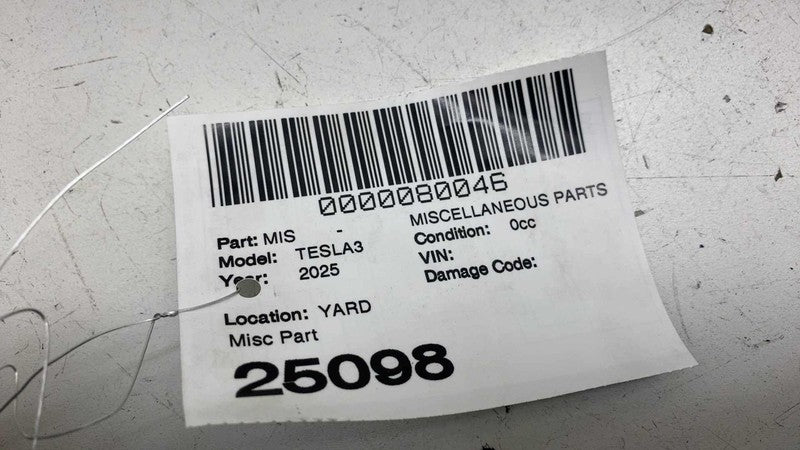 0000080046
Part: MIS - MISCELLANEOUS PARTS
Model: TESLA3 Condition: 0cc
Year: 2025 VIN:
Damage Code:
Location: YARD
Misc Part
25098